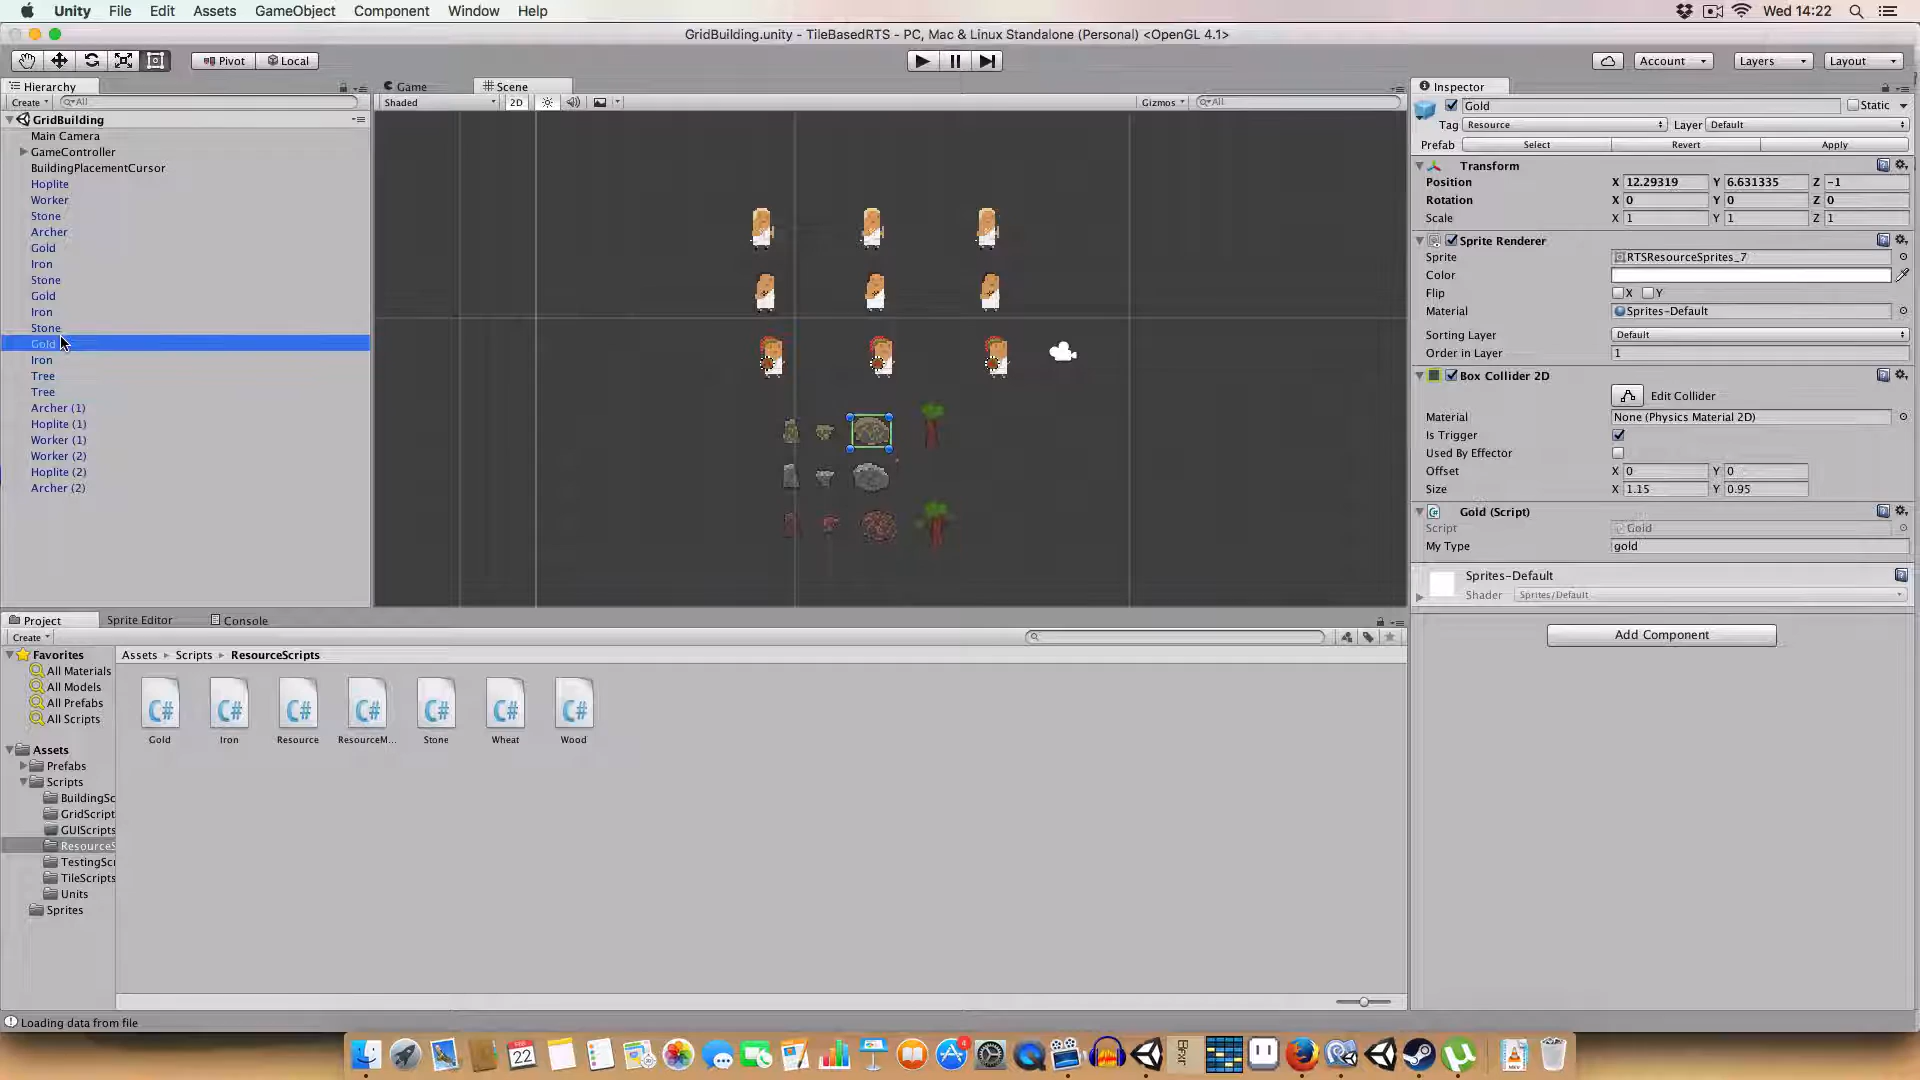 Unity File Edit Assets GameObject Component Window Help Wed 14:22
GridBuilding.unity - TileBasedRTS - PC, Mac & Linux Standalone (Personal) <OpenGL 4.1>
Pivot Local Account Layers Layout
Hierarchy Game Scene Inspector
Create All Shaded 2D Gizmos All
Gold Static
GridBuilding
Tag Resource Layer Default
Main Camera
Prefab Select Revert Apply
GameController
Transform
BuildingPlacementCursor
Position X 12.29319 Y 6.631335 Z -1
Hoplite
Rotation X 0 Y 0 Z 0
Worker
Scale X 1 Y 1 Z 1
Stone
Archer
Sprite Renderer
Gold
Sprite RTSResourceSprites_7
Iron
Color
Stone
Flip X Y
Gold
Material Sprites-Default
Iron
Stone
Sorting Layer Default
Gold
Order in Layer 1
Iron
Tree
Box Collider 2D
Tree
Edit Collider
Archer (1)
Material None (Physics Material 2D)
Hoplite (1)
Is Trigger
Worker (1)
Used By Effector
Worker (2)
Offset X 0 Y 0
Hoplite (2)
Size X 1.15 Y 0.95
Archer (2)
Gold (Script)
Script Gold
My Type gold
Sprites-Default
Shader Sprites/Default
Add Component
Project Sprite Editor Console
Create
Favorites
All Materials
All Models
All Prefabs
All Scripts
Assets
Prefabs
Scripts
BuildingSc
GridScript
GUIScripts
ResourceS
TestingScr
TileScripts
Units
Sprites
Assets Scripts ResourceScripts
C# C# C# C# C# C# C#
Gold Iron Resource ResourceM... Stone Wheat Wood
Loading data from file
FEB
22
4